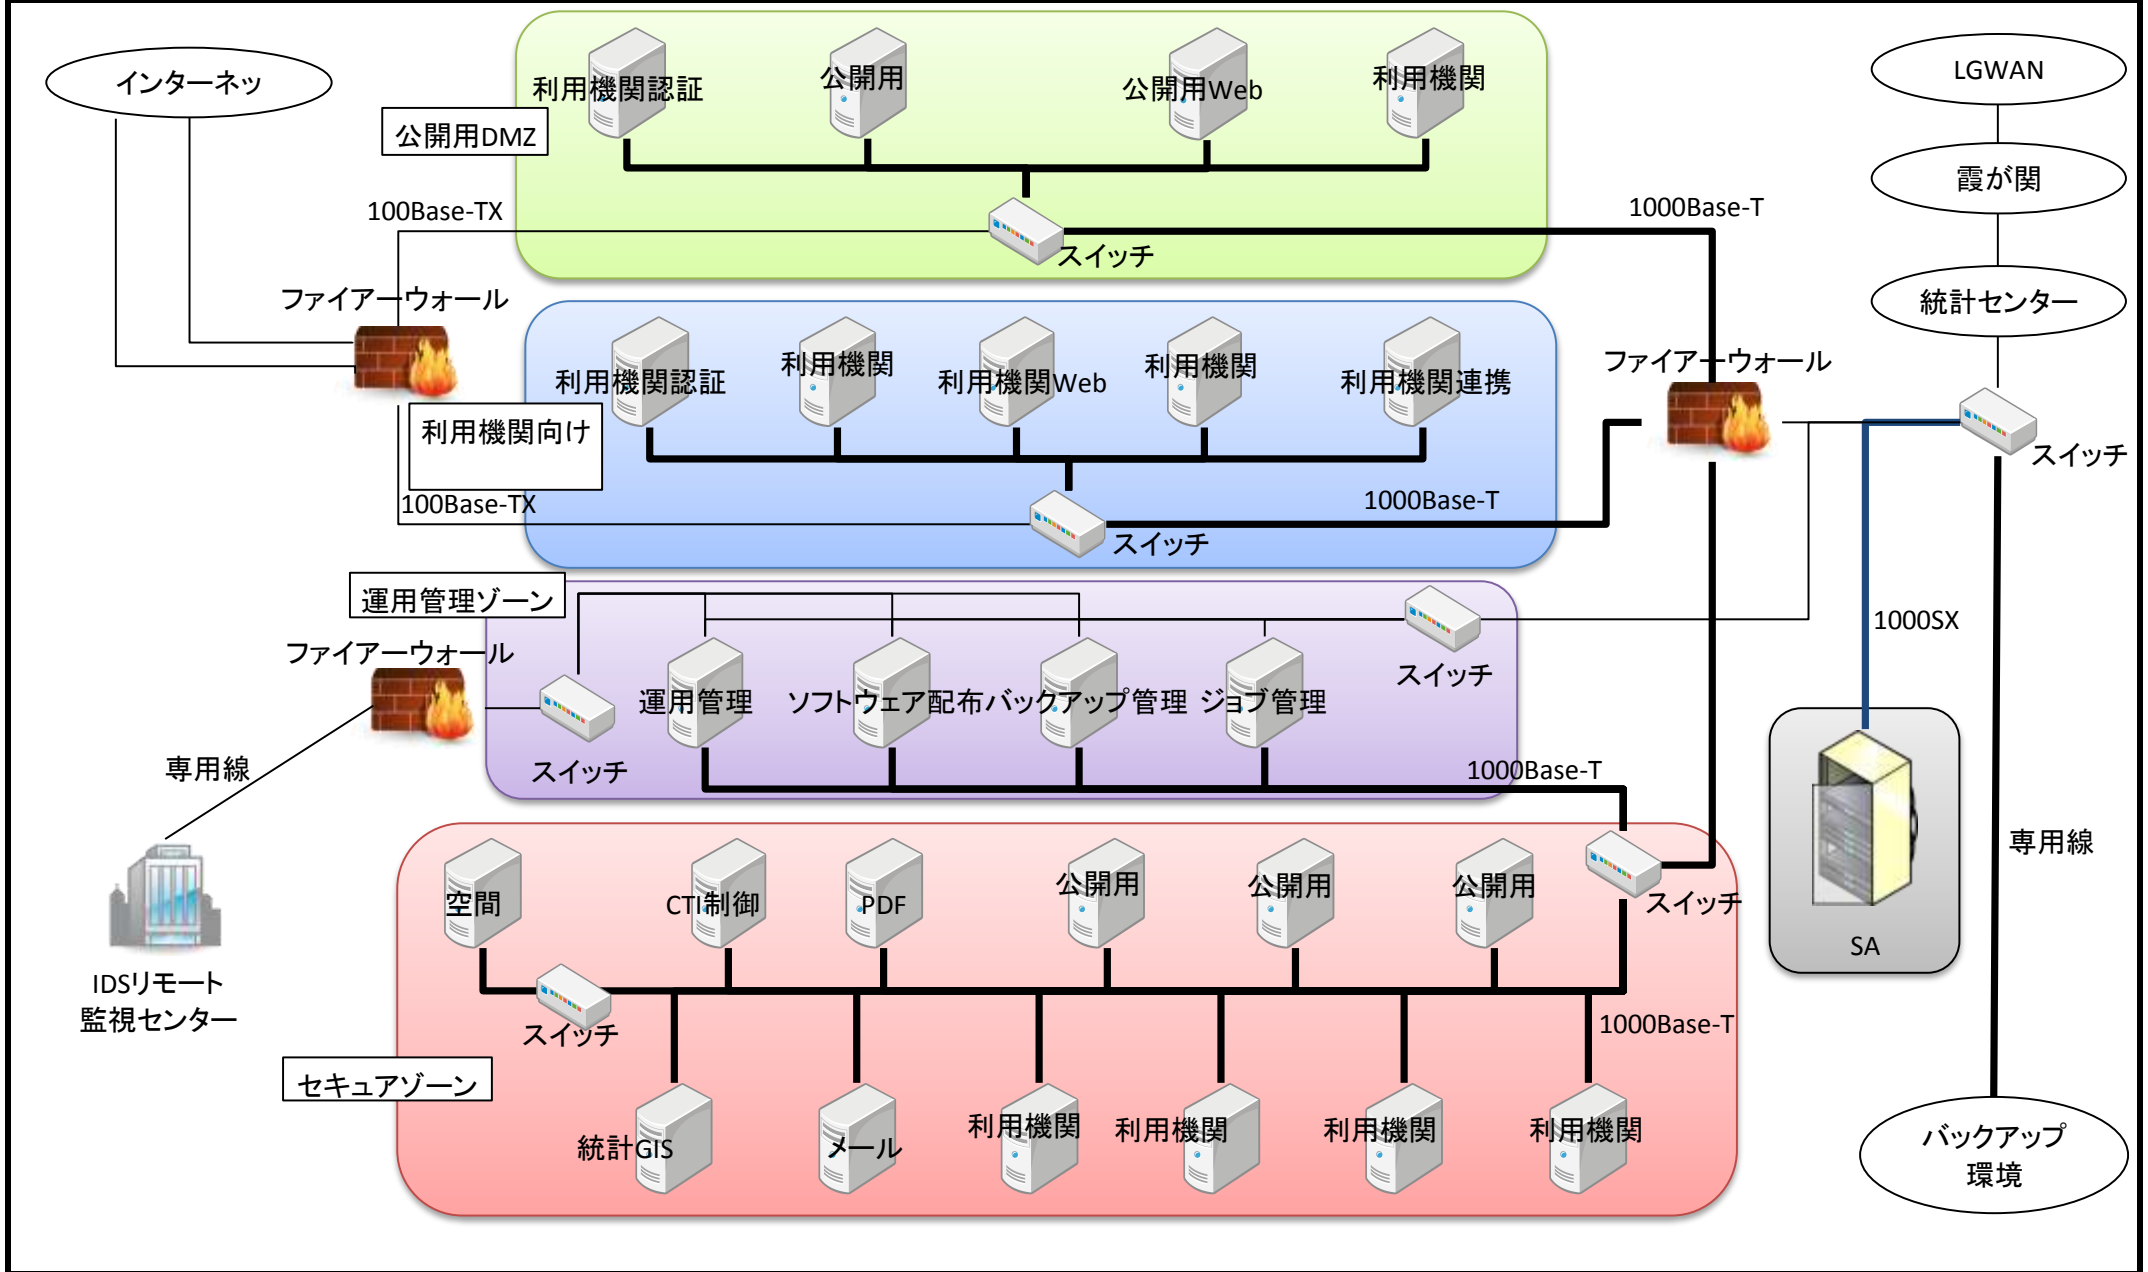 インターネッ
利用機関認証
公開用
公開用Web
利用機関
LGWAN
公開用DMZ
霞が関
100Base-TX
1000Base-T
スイッチ
ファイアーウォール
統計センター
利用機関認証
利用機関
利用機関Web
利用機関
利用機関連携
ファイアーウォール
利用機関向け
スイッチ
100Base-TX
1000Base-T
スイッチ
運用管理ゾーン
1000SX
ファイアーウォール
スイッチ
運用管理
ソフトウェア配布
バックアップ管理
ジョブ管理
専用線
スイッチ
1000Base-T
専用線
空間
CTI制御
PDF
公開用
公開用
公開用
スイッチ
SA
IDSリモート
監視センター
スイッチ
1000Base-T
セキュアゾーン
統計GIS
メール
利用機関
利用機関
利用機関
利用機関
バックアップ
環境